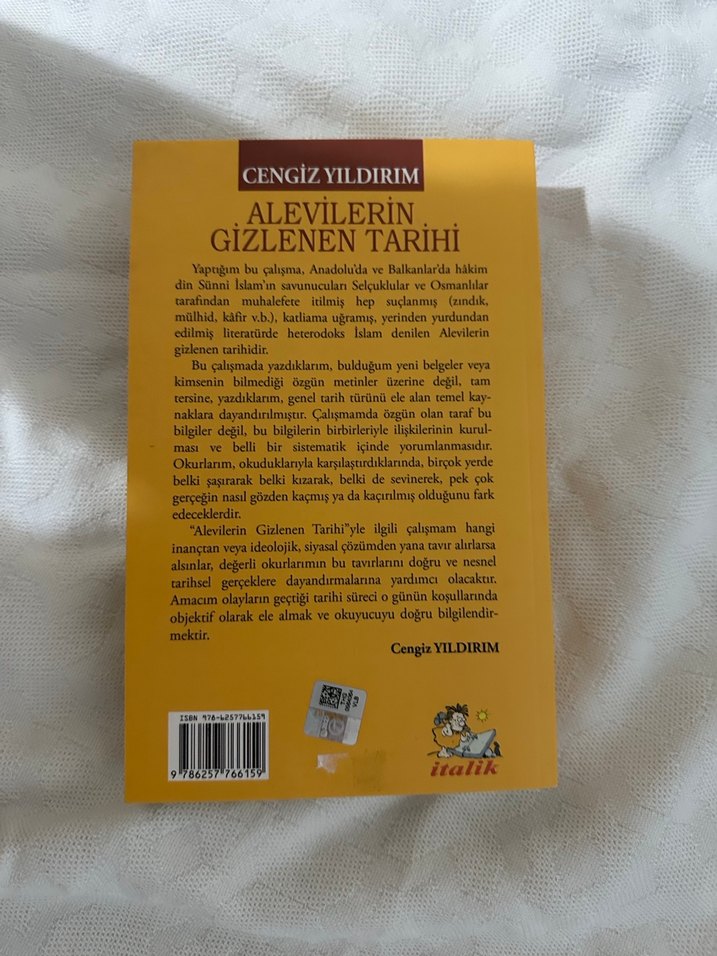 CENGİZ YILDIRIM
ALEVİLERİN
GİZLENEN TARİHİ
Yaptığım bu çalışma, Anadolu'da ve Balkanlar'da hâkim
din Sünni İslam'ın savunucuları Selçuklular ve Osmanlılar
tarafından muhalefete itilmiş hep suçlanmış (zındık,
mülhid, kâfir v.b.), katliama uğramış, yerinden yurdundan
edilmiş literatürde heterodoks İslam denilen Alevilerin
gizlenen tarihidir.
Bu çalışmada yazdıklarım, bulduğum yeni belgeler veya
kimsenin bilmediği özgün metinler üzerine değil, tam
tersine, yazdıklarım, genel tarih türünü ele alan temel kay-
naklara dayandırılmıştır. Çalışmamda özgün olan taraf bu
bilgiler değil, bu bilgilerin birbirleriyle ilişkilerinin kurul-
ması ve belli bir sistematik içinde yorumlanmasıdır.
Okurlarım, okuduklarıyla karşılaştırdıklarında, birçok yerde
belki şaşırarak belki kızarak, belki de sevinerek, pek çok
gerçeğin nasıl gözden kaçmış ya da kaçırılmış olduğunu fark
edeceklerdir.
"Alevilerin Gizlenen Tarihi"yle ilgili çalışmam hangi
inançtan veya ideolojik, siyasal çözümden yana tavır alırlarsa
alsınlar, değerli okurlarımın bu tavırlarını doğru ve nesnel
tarihsel gerçeklere dayandırmalarına yardımcı olacaktır.
Amacım olayların geçtiği tarihi süreci o günün koşullarında
objektif olarak ele almak ve okuyucuyu doğru bilgilendir-
mektir.
Cengiz YILDIRIM
ISBN 978-6257766159
9 786257 766159
italik